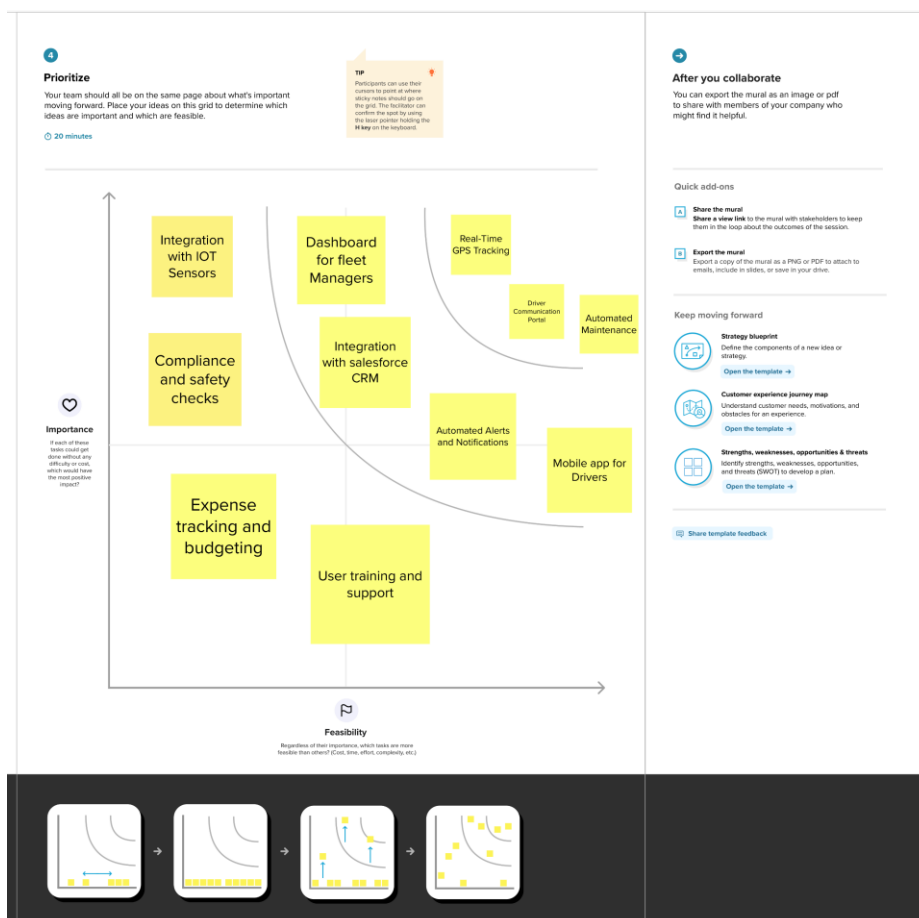 4
Prioritize
Your team should all be on the same page about what's important
moving forward. Place your ideas on this grid to determine which
ideas are important and which are feasible.
20 minutes
TIP
Participants can use their
cursors to point at where
sticky notes should go on
the grid. The facilitator can
confirm the spot by using
the laser pointer holding the
H key on the keyboard.
Integration
with IOT
Sensors
Dashboard
for fleet
Managers
Real-Time
GPS Tracking
Driver
Communication
Portal
Automated
Maintenance
Compliance
and safety
checks
Integration
with salesforce
CRM
Automated Alerts
and Notifications
Mobile app for
Drivers
Expense
tracking and
budgeting
User training and
support
Importance
If each of these
tasks could get
done without any
difficulty or cost,
which would have
the most positive
impact?
Feasibility
Regardless of their importance, which tasks are more
feasible than others? (Cost, time, effort, complexity, etc.)
After you collaborate
You can export the mural as an image or pdf
to share with members of your company who
might find it helpful.
Quick add-ons
A
Share the mural
Share a view link to the mural with stakeholders to keep
them in the loop about the outcomes of the session.
B
Export the mural
Export a copy of the mural as a PNG or PDF to attach to
emails, include in slides, or save in your drive.
Keep moving forward
Strategy blueprint
Define the components of a new idea or
strategy.
Open the template →
Customer experience journey map
Understand customer needs, motivations, and
obstacles for an experience.
Open the template →
Strengths, weaknesses, opportunities & threats
Identify strengths, weaknesses, opportunities,
and threats (SWOT) to develop a plan.
Open the template →
Share template feedback